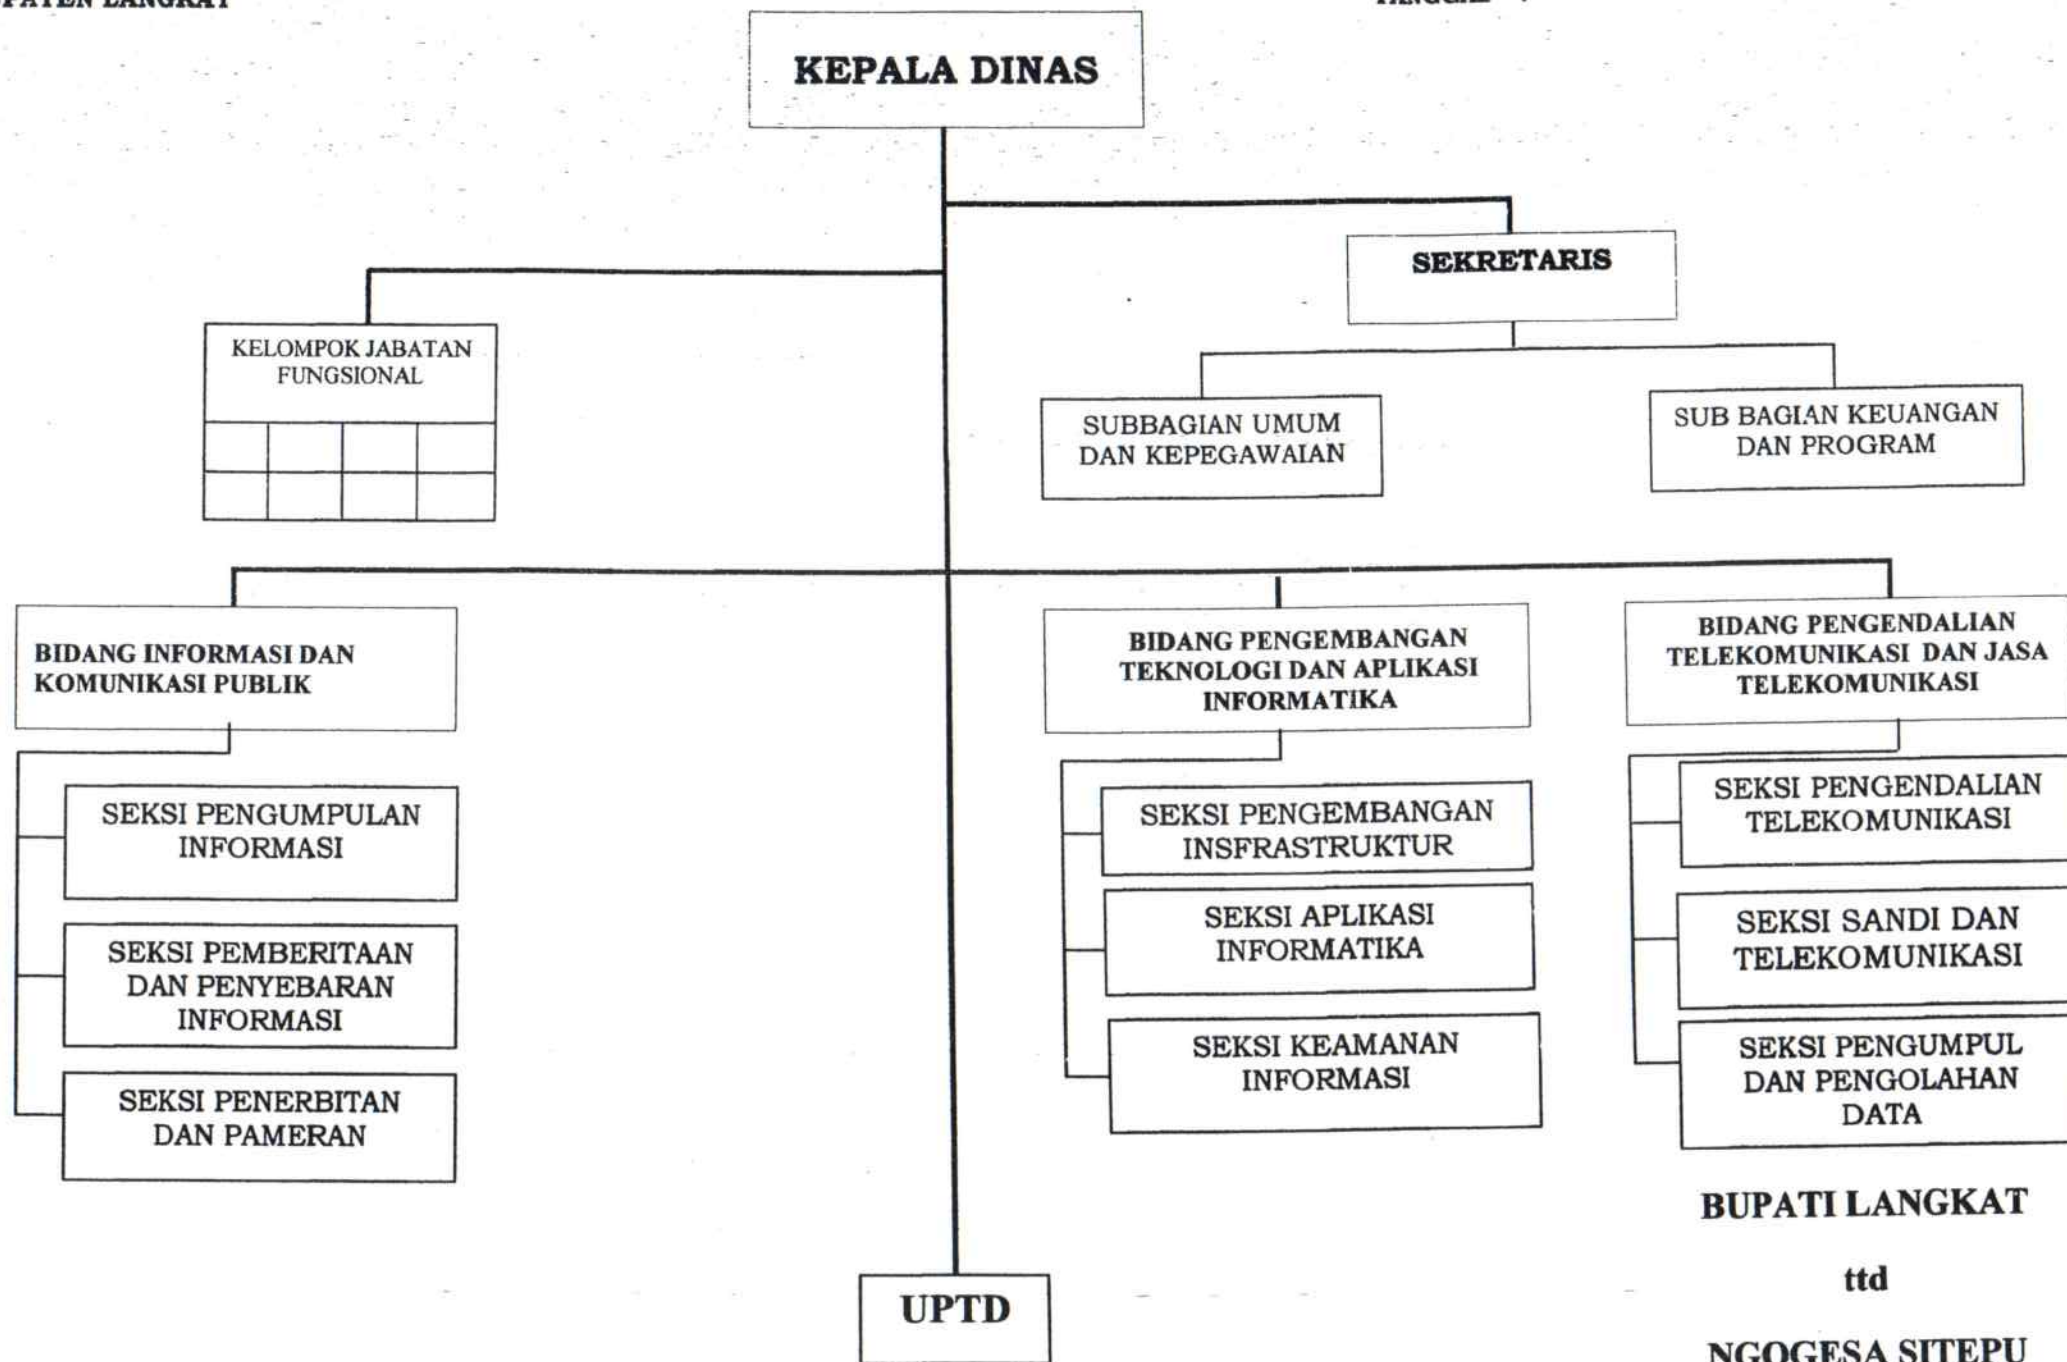 KEPALA DINAS
SEKRETARIS
KELOMPOK JABATAN
FUNGSIONAL
SUBBAGIAN UMUM
DAN KEPEGAWAIAN
SUB BAGIAN KEUANGAN
DAN PROGRAM
BIDANG INFORMASI DAN
KOMUNIKASI PUBLIK
BIDANG PENGEMBANGAN
TEKNOLOGI DAN APLIKASI
INFORMATIKA
BIDANG PENGENDALIAN
TELEKOMUNIKASI DAN JASA
TELEKOMUNIKASI
SEKSI PENGUMPULAN
INFORMASI
SEKSI PEMBERITAAN
DAN PENYEBARAN
INFORMASI
SEKSI PENERBITAN
DAN PAMERAN
SEKSI PENGEMBANGAN
INSFRASTRUKTUR
SEKSI APLIKASI
INFORMATIKA
SEKSI KEAMANAN
INFORMASI
SEKSI PENGENDALIAN
TELEKOMUNIKASI
SEKSI SANDI DAN
TELEKOMUNIKASI
SEKSI PENGUMPUL
DAN PENGOLAHAN
DATA
UPTD
BUPATI LANGKAT
ttd
NGOGESA SITEPU